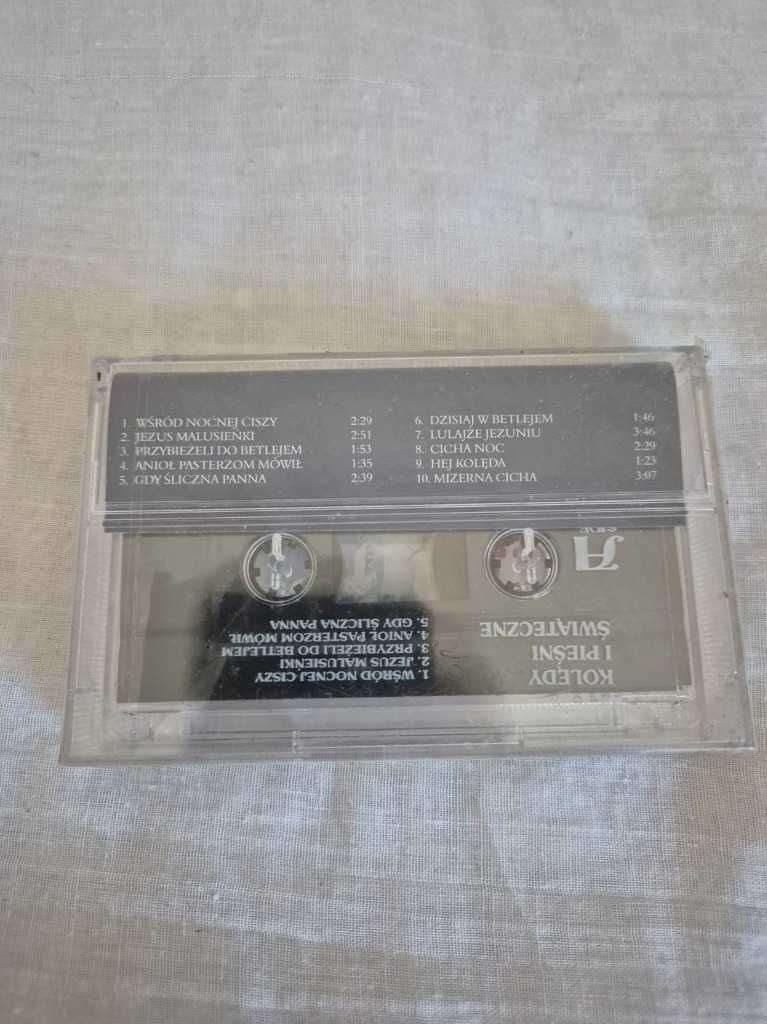 1. WŚRÓD NOCNEJ CISZY 2:29
2. JEZUS MALUSIEŃKI 2:51
3. PRZYBIEŻELI DO BETLEJEM 1:53
4. ANIOŁ PASTERZOM MÓWIŁ 1:35
5. GDY ŚLICZNA PANNA 2:39
6. DZISIAJ W BETLEJEM 1:46
7. LULAJŻE JEZUNIU 3:46
8. CICHA NOC 2:29
9. HEJ KOLĘDA 1:23
10. MIZERNA CICHA 3:07
SIDE
A
KOLĘDY
I PIEŚNI
ŚWIĄTECZNE
1. WŚRÓD NOCNEJ CISZY
2. JEZUS MALUSIEŃKI
3. PRZYBIEŻELI DO BETLEJEM
4. ANIOŁ PASTERZOM MÓWIŁ
5. GDY ŚLICZNA PANNA